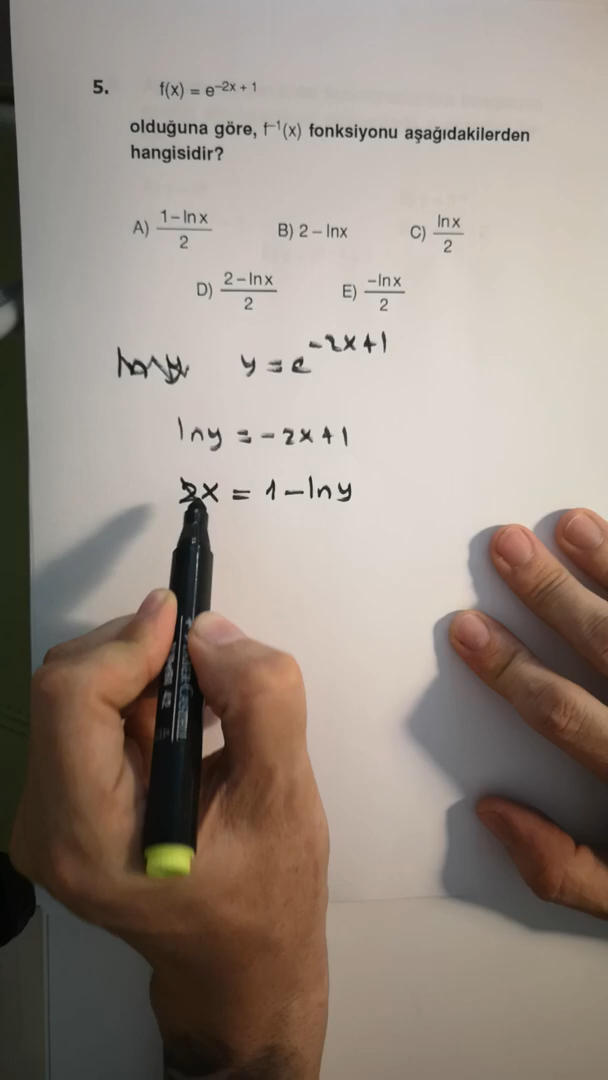 5. f(x) = e^-2x + 1
olduğuna göre, f^-1(x) fonksiyonu aşağıdakilerden
hangisidir?
A) 1-lnx / 2 B) 2 - lnx C) lnx / 2
D) 2-lnx / 2 E) -lnx / 2
y = e^-2x+1
lny = -2x+1
2x = 1-lny